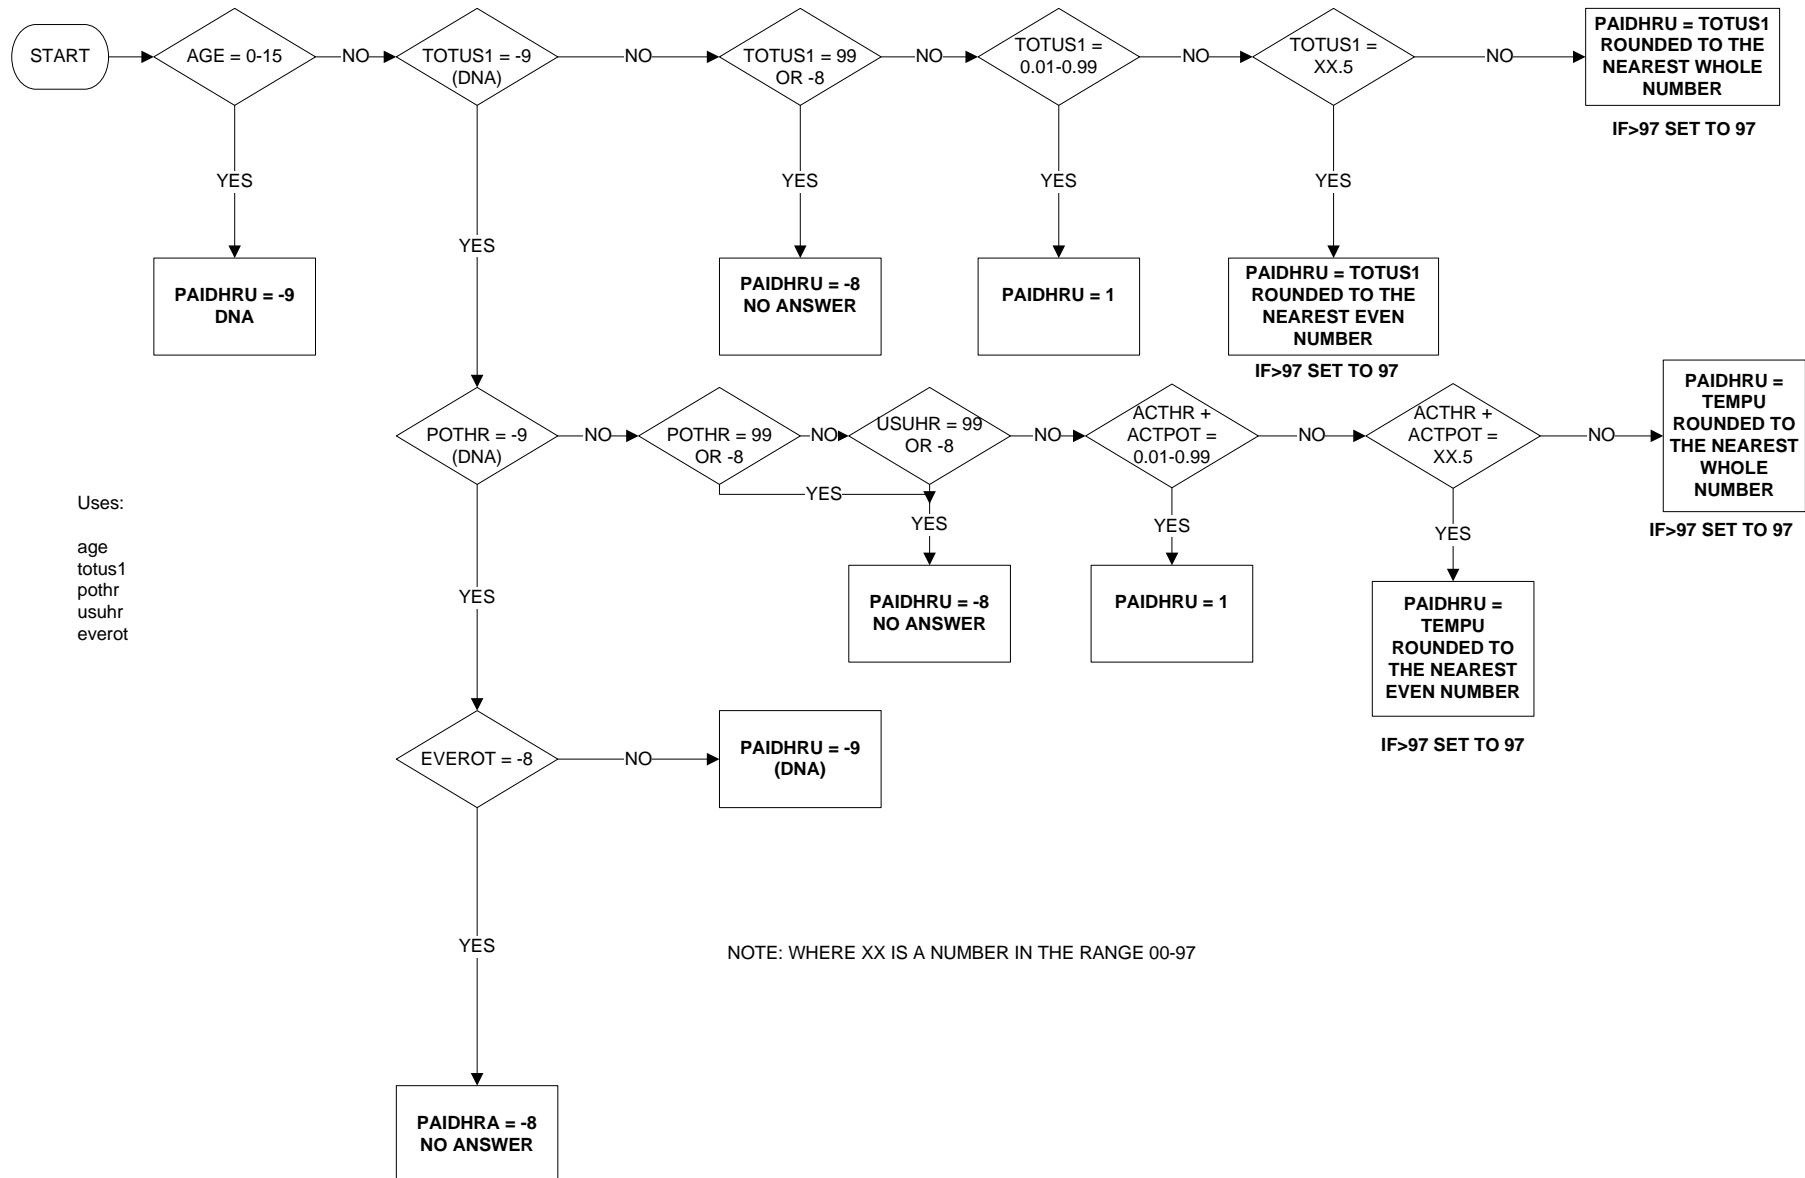 START
AGE = 0-15
NO
TOTUS1 = -9
(DNA)
NO
TOTUS1 = 99
OR -8
NO
TOTUS1 =
0.01-0.99
NO
TOTUS1 =
XX.5
NO
PAIDHRU = TOTUS1
ROUNDED TO THE
NEAREST WHOLE
NUMBER
IF>97 SET TO 97
YES
YES
YES
YES
YES
PAIDHRU = -9
DNA
PAIDHRU = -8
NO ANSWER
PAIDHRU = 1
PAIDHRU = TOTUS1
ROUNDED TO THE
NEAREST EVEN
NUMBER
IF>97 SET TO 97
POTHR = -9
(DNA)
NO
POTHR = 99
OR -8
NO
USUHR = 99
OR -8
NO
ACTHR +
ACTPOT =
0.01-0.99
NO
ACTHR +
ACTPOT =
XX.5
NO
PAIDHRU =
TEMPU
ROUNDED TO
THE NEAREST
WHOLE
NUMBER
IF>97 SET TO 97
YES
YES
YES
YES
Uses:
age
totus1
pothr
usuhr
everot
YES
PAIDHRU = -8
NO ANSWER
PAIDHRU = 1
PAIDHRU =
TEMPU
ROUNDED TO
THE NEAREST
EVEN NUMBER
IF>97 SET TO 97
EVEROT = -8
NO
PAIDHRU = -9
(DNA)
YES
NOTE: WHERE XX IS A NUMBER IN THE RANGE 00-97
PAIDHRA = -8
NO ANSWER